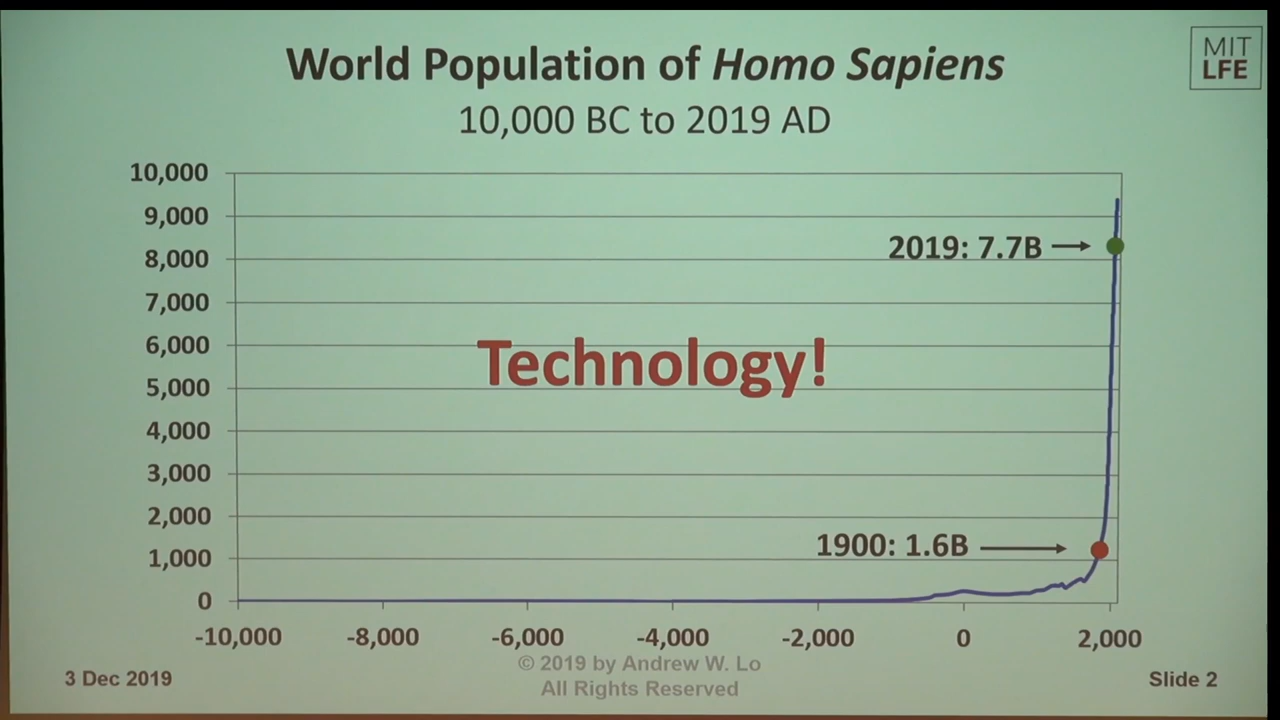 World Population of Homo Sapiens
MIT
LFE
10,000 BC to 2019 AD
10,000
9,000
2019: 7.7B
8,000
7,000
6,000
Technology!
5,000
4,000
3,000
2,000
1900: 1.6B
1,000
0
-10,000 -8,000 -6,000 -4,000 -2,000 0 2,000
© 2019 by Andrew W. Lo
All Rights Reserved
3 Dec 2019
Slide 2